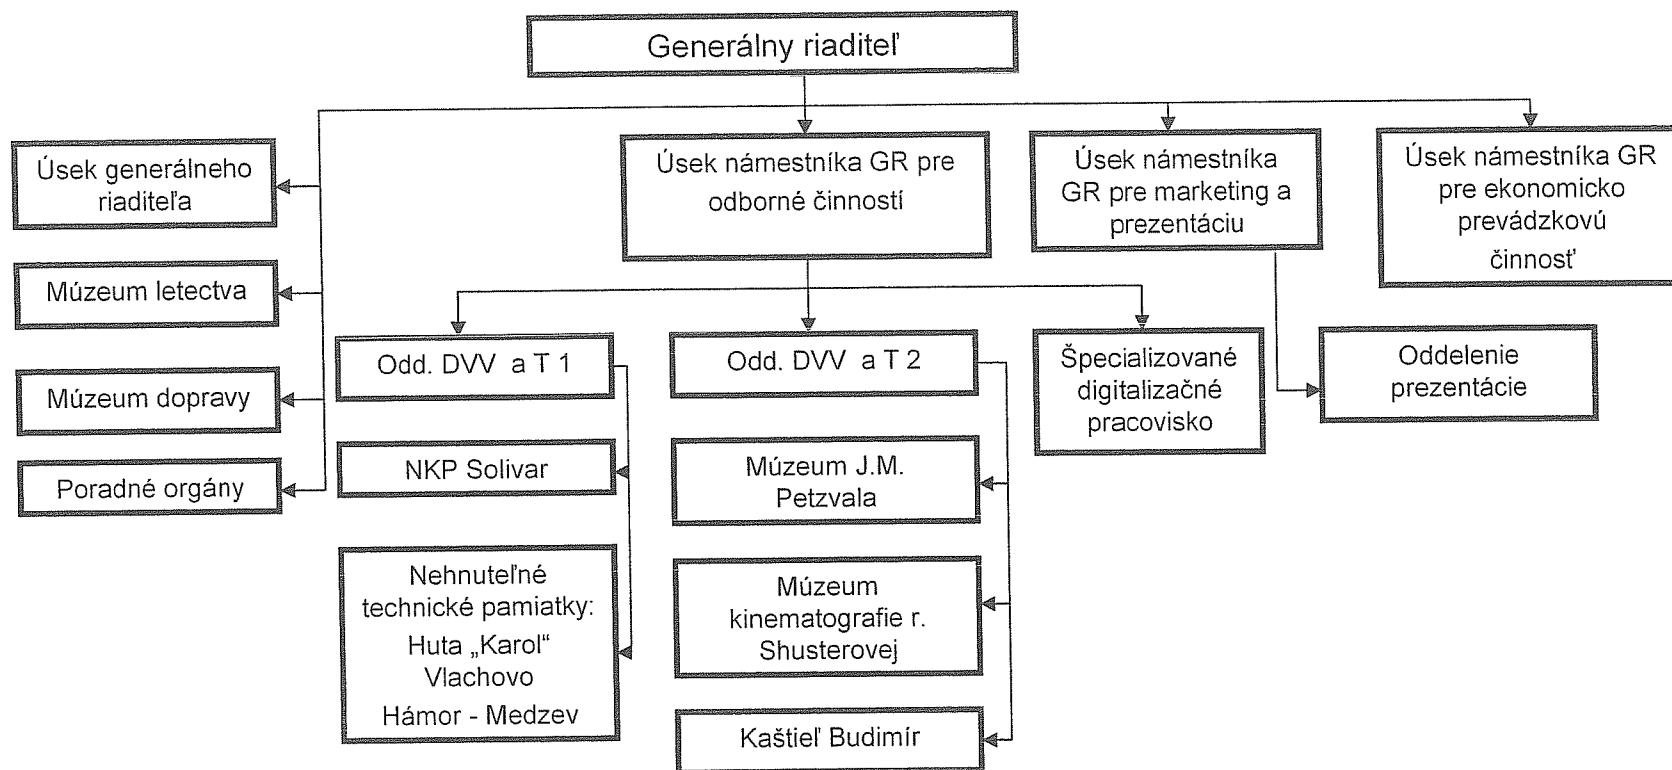 Generálny riaditeľ
Úsek generálneho
riaditeľa
Múzeum letectva
Múzeum dopravy
Poradné orgány
Úsek námestníka GR pre
odborné činností
Úsek námestníka
GR pre marketing a
prezentáciu
Úsek námestníka GR
pre ekonomicko
prevádzkovú
činnosť
Odd. DVV a T 1
NKP Solivar
Nehnuteľné
technické pamiatky:
Huta „Karol“
Vlachovo
Hámor - Medzev
Odd. DVV a T 2
Múzeum J.M.
Petzvala
Múzeum
kinematografie r.
Shusterovej
Kaštieľ Budimír
Špecializované
digitalizačné
pracovisko
Oddelenie
prezentácie